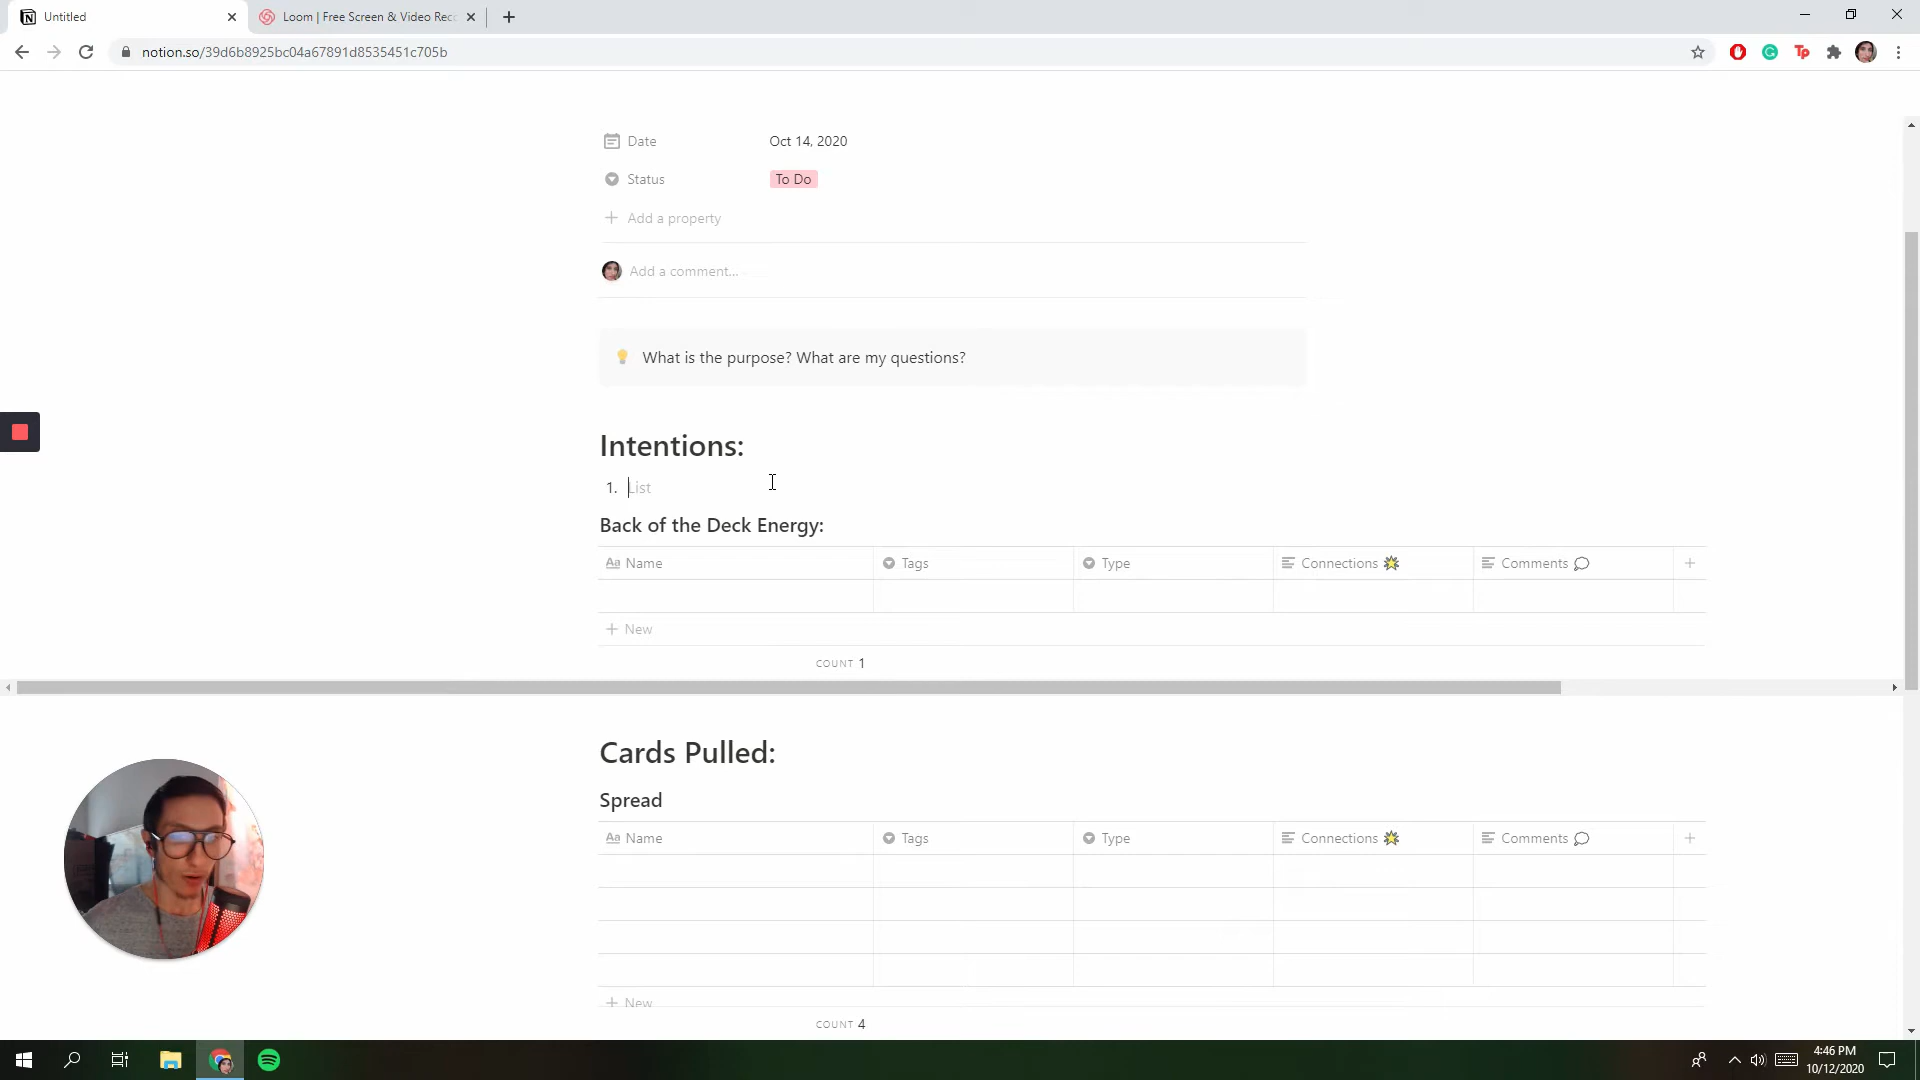 Untitled
Loom | Free Screen & Video Rec
notion.so/39d6b8925bc04a67891d8535451c705b
Date Oct 14, 2020
Status To Do
Add a property
Add a comment...
What is the purpose? What are my questions?
Intentions:
1. List
Back of the Deck Energy:
Aa Name Tags Type Connections Comments
+ New
COUNT 1
Cards Pulled:
Spread
Aa Name Tags Type Connections Comments
+ New
COUNT 4
4:46 PM
10/12/2020